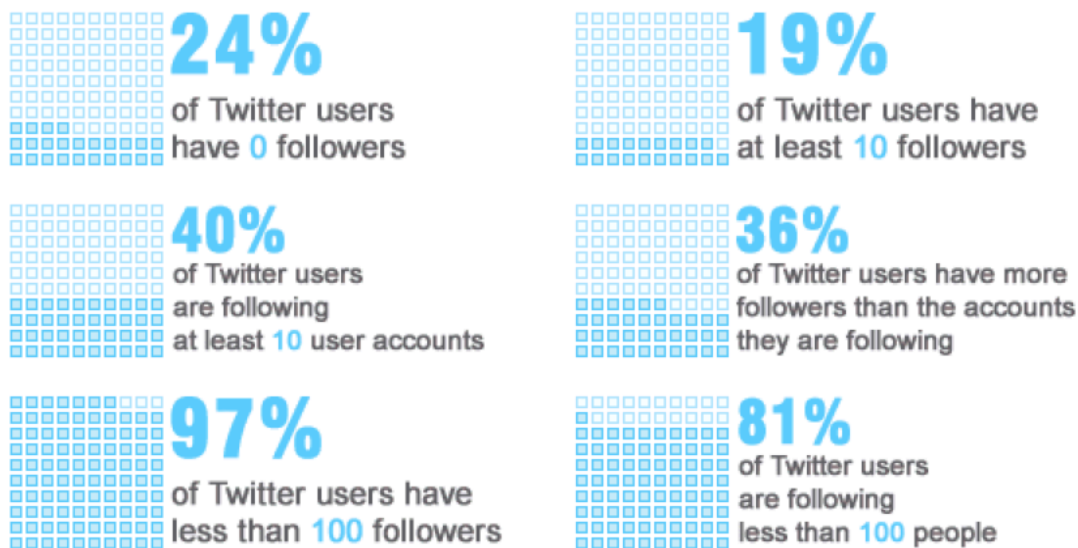 24%
of Twitter users
have 0 followers
19%
of Twitter users have
at least 10 followers
40%
of Twitter users
are following
at least 10 user accounts
36%
of Twitter users have more
followers than the accounts
they are following
97%
of Twitter users have
less than 100 followers
81%
of Twitter users
are following
less than 100 people